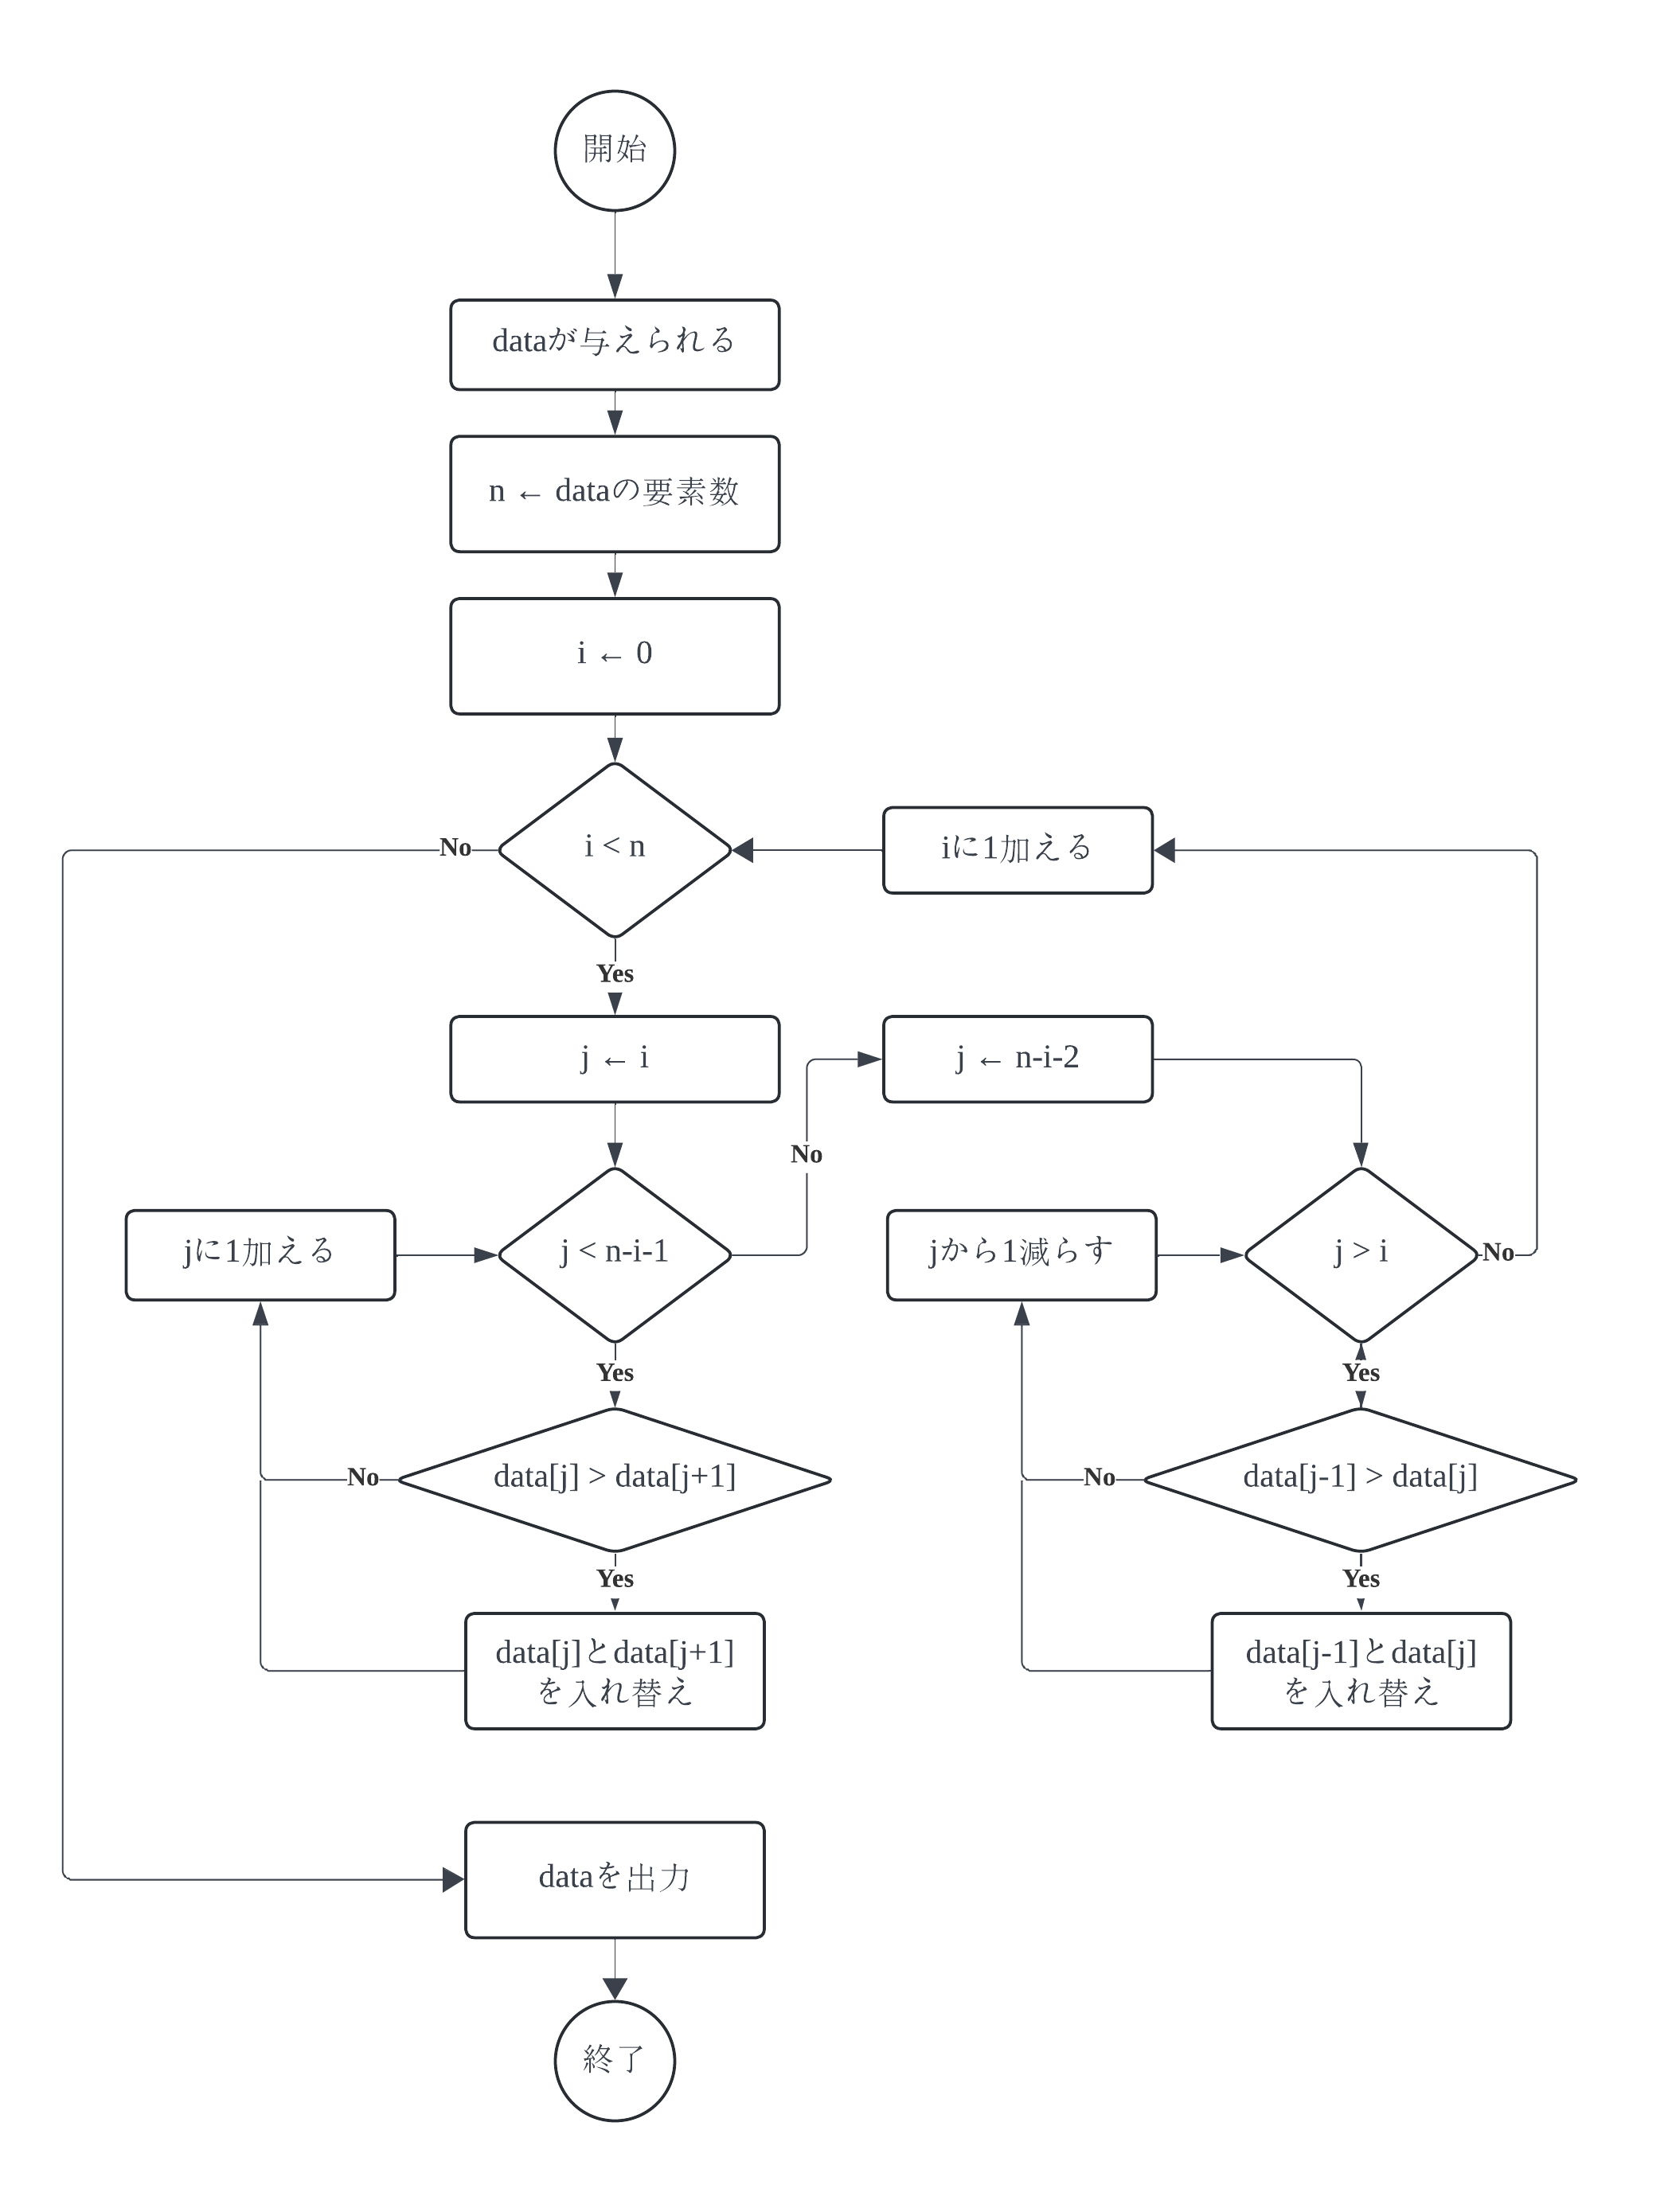 開始
dataが与えられる
n ← dataの要素数
i ← 0
i < n
iに1加える
No
Yes
j ← i
j ← n-i-2
No
jに1加える
j < n-i-1
jから1減らす
j > i
No
Yes
Yes
data[j] > data[j+1]
No
data[j-1] > data[j]
No
Yes
Yes
data[j]とdata[j+1]
を入れ替え
data[j-1]とdata[j]
を入れ替え
dataを出力
終了